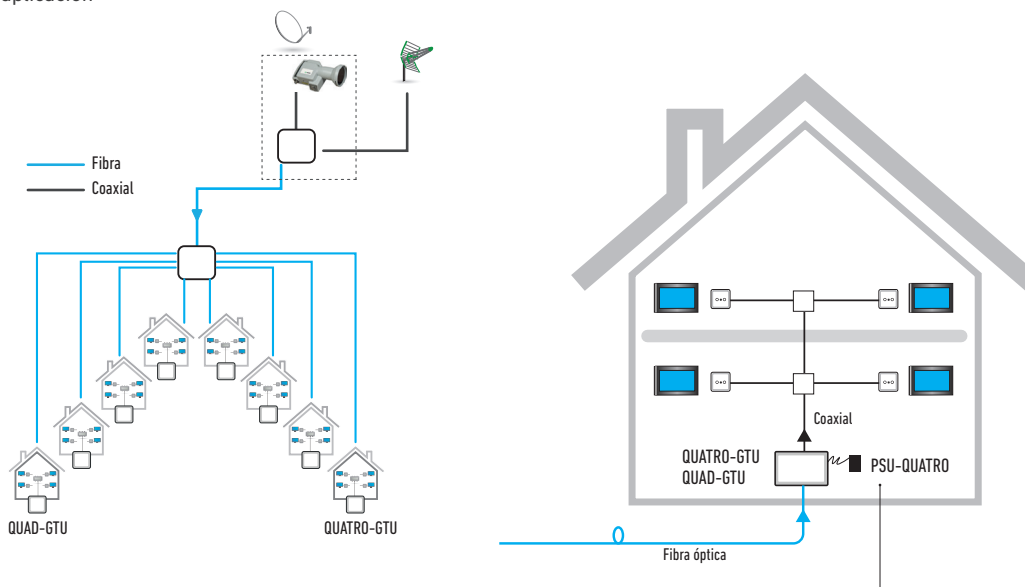 aplicación
Fibra
Coaxial
QUAD-GTU
QUATRO-GTU
Coaxial
QUATRO-GTU
QUAD-GTU
PSU-QUATRO
Fibra óptica